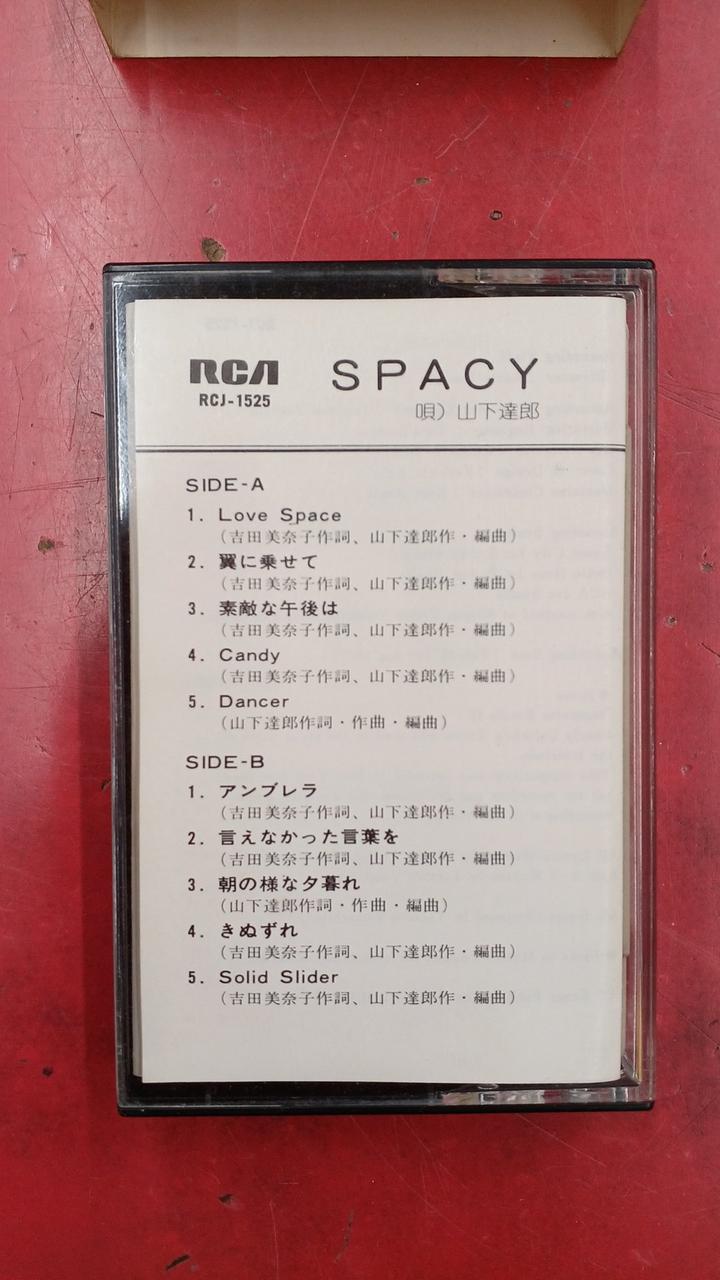 RCA SPACY
RCJ-1525 唄）山下達郎
SIDE-A
1. Love Space
（吉田美奈子作詞、山下達郎作・編曲）
2. 翼に乗せて
（吉田美奈子作詞、山下達郎作・編曲）
3. 素敵な午後は
（吉田美奈子作詞、山下達郎作・編曲）
4. Candy
（吉田美奈子作詞、山下達郎作・編曲）
5. Dancer
（山下達郎作詞・作曲・編曲）
SIDE-B
1. アンブレラ
（吉田美奈子作詞、山下達郎作・編曲）
2. 言えなかった言葉を
（吉田美奈子作詞、山下達郎作・編曲）
3. 朝の様な夕暮れ
（山下達郎作詞・作曲・編曲）
4. きぬずれ
（吉田美奈子作詞、山下達郎作・編曲）
5. Solid Slider
（吉田美奈子作詞、山下達郎作・編曲）